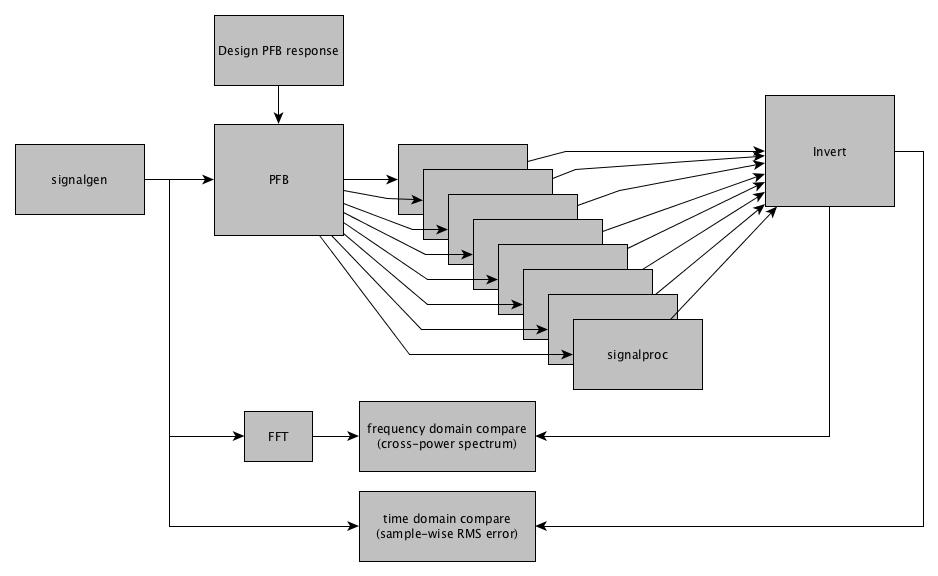 Design PFB response
signalgen
PFB
Invert
signalproc
FFT
frequency domain compare
(cross-power spectrum)
time domain compare
(sample-wise RMS error)